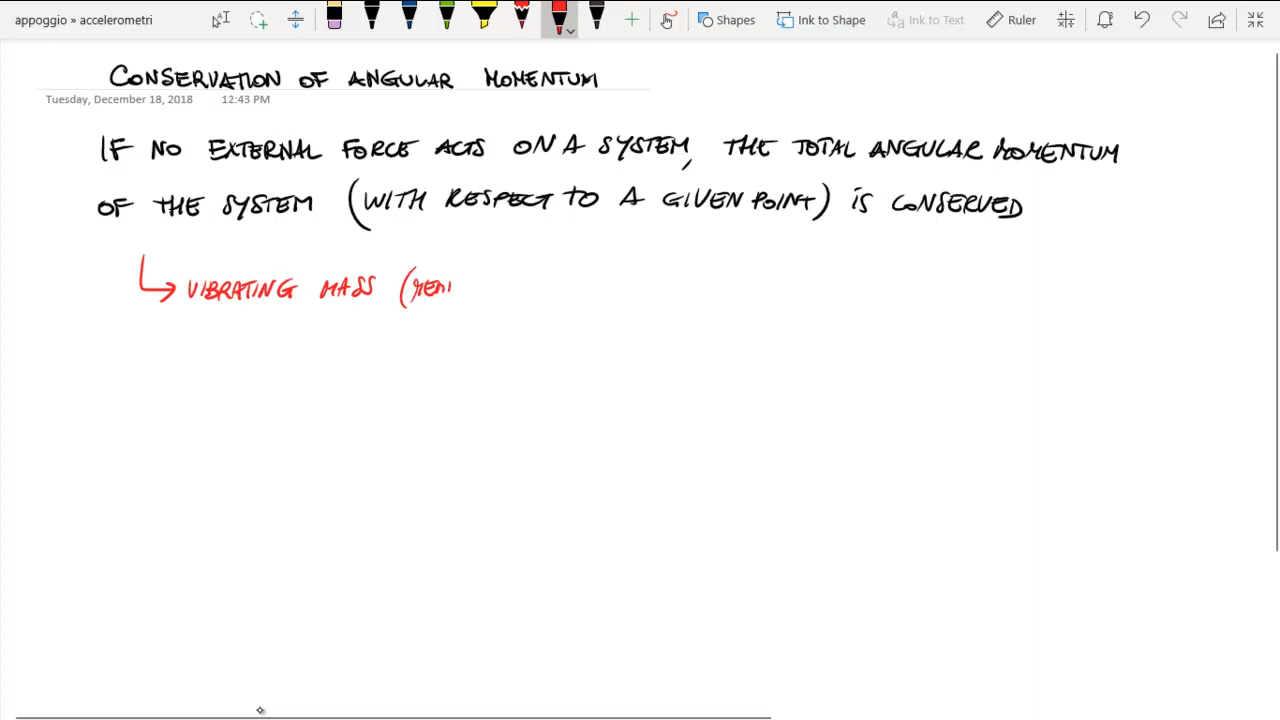 appoggio » accelerometri
Shapes
Ink to Shape
Ink to Text
Ruler
CONSERVATION OF ANGULAR MOMENTUM
Tuesday, December 18, 2018 12:43 PM
IF NO EXTERNAL FORCE ACTS ON A SYSTEM, THE TOTAL ANGULAR MOMENTUM
OF THE SYSTEM (WITH RESPECT TO A GIVEN POINT) IS CONSERVED
VIBRATING MASS (